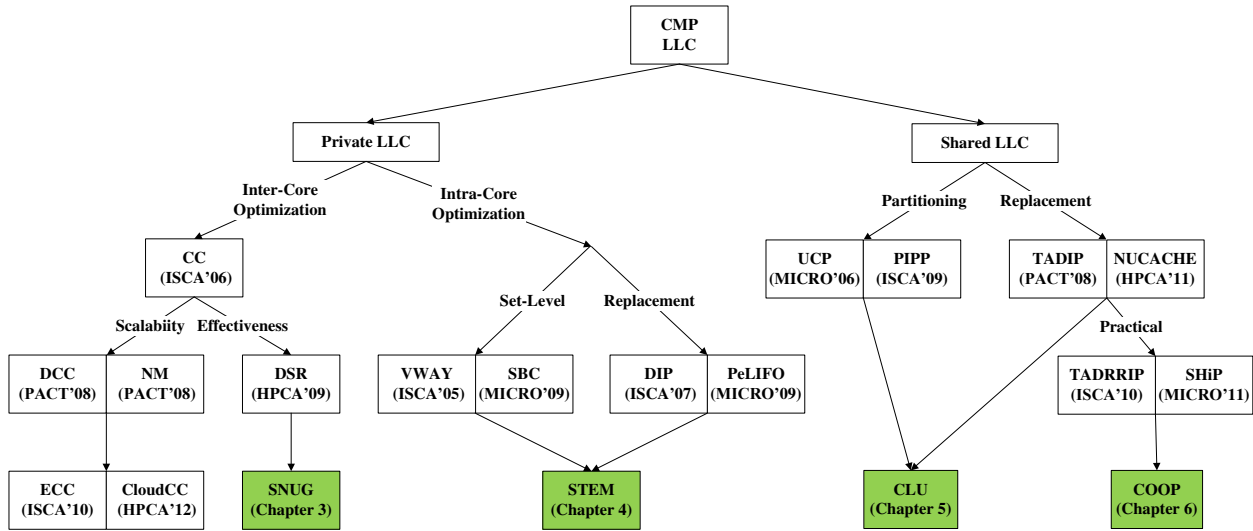 CMP
LLC
Private LLC
Shared LLC
Inter-Core
Optimization
Intra-Core
Optimization
Partitioning
Replacement
CC
(ISCA'06)
UCP
(MICRO'06)
PIPP
(ISCA'09)
TADIP
(PACT'08)
NUCACHE
(HPCA'11)
Set-Level
Replacement
Scalabiity
Effectiveness
Practical
DCC
(PACT'08)
NM
(PACT'08)
DSR
(HPCA'09)
VWAY
(ISCA'05)
SBC
(MICRO'09)
DIP
(ISCA'07)
PeLIFO
(MICRO'09)
TADRRIP
(ISCA'10)
SHiP
(MICRO'11)
ECC
(ISCA'10)
CloudCC
(HPCA'12)
SNUG
(Chapter 3)
STEM
(Chapter 4)
CLU
(Chapter 5)
COOP
(Chapter 6)